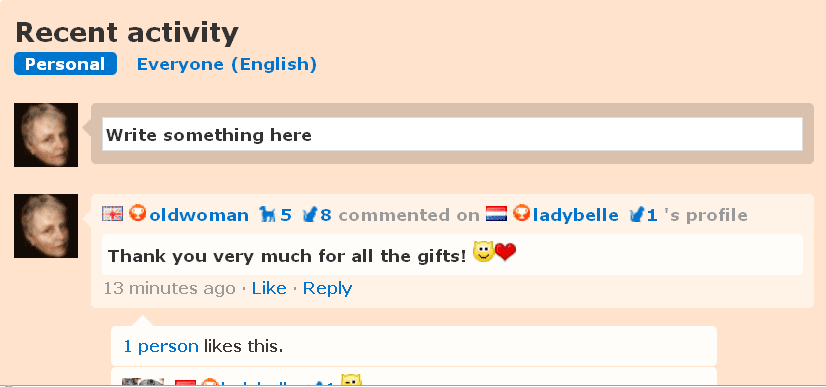 Recent activity
Personal Everyone (English)
Write something here
oldwoman 5 8 commented on ladybelle 1 's profile
Thank you very much for all the gifts!
13 minutes ago · Like · Reply
1 person likes this.